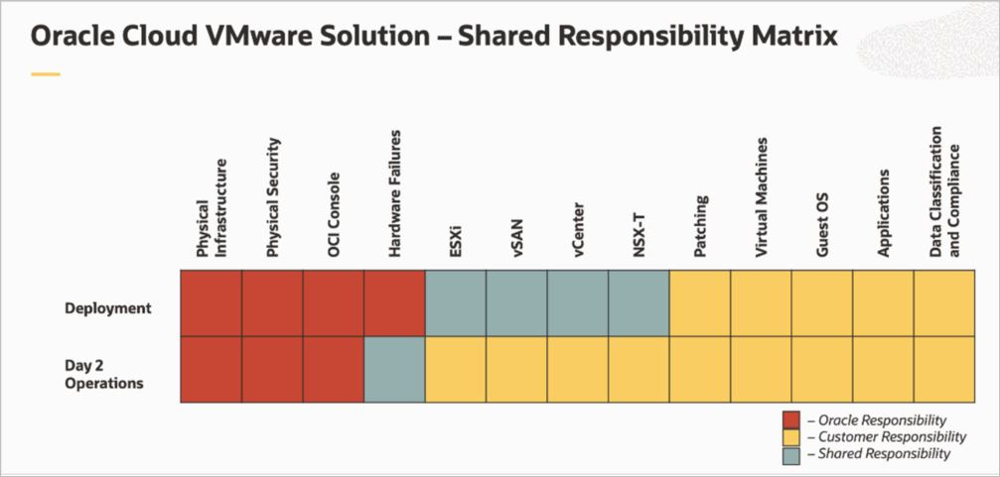 Oracle Cloud VMware Solution – Shared Responsibility Matrix
Physical
Infrastructure
Physical Security
OCI Console
Hardware Failures
ESXi
vSAN
vCenter
NSX-T
Patching
Virtual Machines
Guest OS
Applications
Data Classification
and Compliance
Deployment
Day 2
Operations
– Oracle Responsibility
– Customer Responsibility
– Shared Responsibility